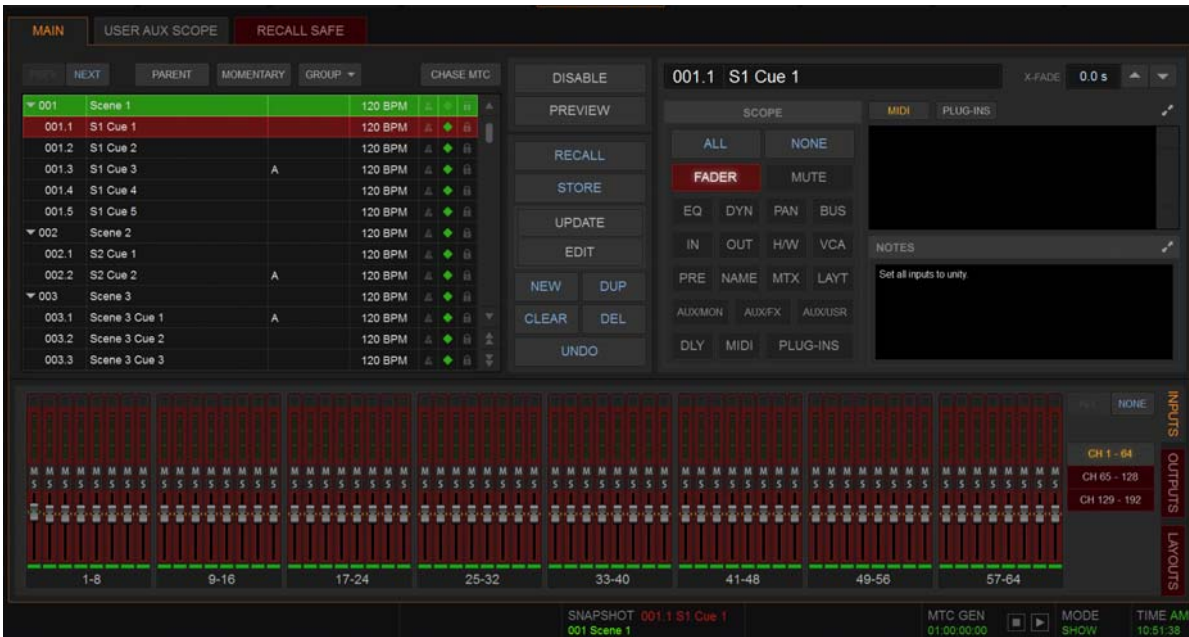 MAIN USER AUX SCOPE RECALL SAFE
PREV NEXT PARENT MOMENTARY GROUP CHASE MTC
001 Scene 1 120 BPM
001.1 S1 Cue 1 120 BPM
001.2 S1 Cue 2 120 BPM
001.3 S1 Cue 3 A 120 BPM
001.4 S1 Cue 4 120 BPM
001.5 S1 Cue 5 120 BPM
002 Scene 2 120 BPM
002.1 S2 Cue 1 120 BPM
002.2 S2 Cue 2 A 120 BPM
003 Scene 3 120 BPM
003.1 Scene 3 Cue 1 A 120 BPM
003.2 Scene 3 Cue 2 120 BPM
003.3 Scene 3 Cue 3 120 BPM
DISABLE
PREVIEW
RECALL
STORE
UPDATE
EDIT
NEW DUP
CLEAR DEL
UNDO
001.1 S1 Cue 1 X-FADE 0.0 s
SCOPE
ALL NONE
FADER MUTE
EQ DYN PAN BUS
IN OUT H/W VCA
PRE NAME MTX LAYT
AUX/MON AUX/FX AUX/USR
DLY MIDI PLUG-INS
MIDI PLUG-INS
NOTES
Set all inputs to unity.
M M M M M M M M M M M M M M M M M M M M M M M M M M M M M M M M M M M M M M M M M M M M M M M M M M M M M M M M M M M M M M M M
S S S S S S S S S S S S S S S S S S S S S S S S S S S S S S S S S S S S S S S S S S S S S S S S S S S S S S S S S S S S S S S S
1-8 9-16 17-24 25-32 33-40 41-48 49-56 57-64
ALL NONE
CH 1 - 64
CH 65 - 128
CH 129 - 192
INPUTS
OUTPUTS
LAYOUTS
SNAPSHOT 001.1 S1 Cue 1
001 Scene 1
MTC GEN
01:00:00:00
MODE
SHOW
TIME AM
10:51:38